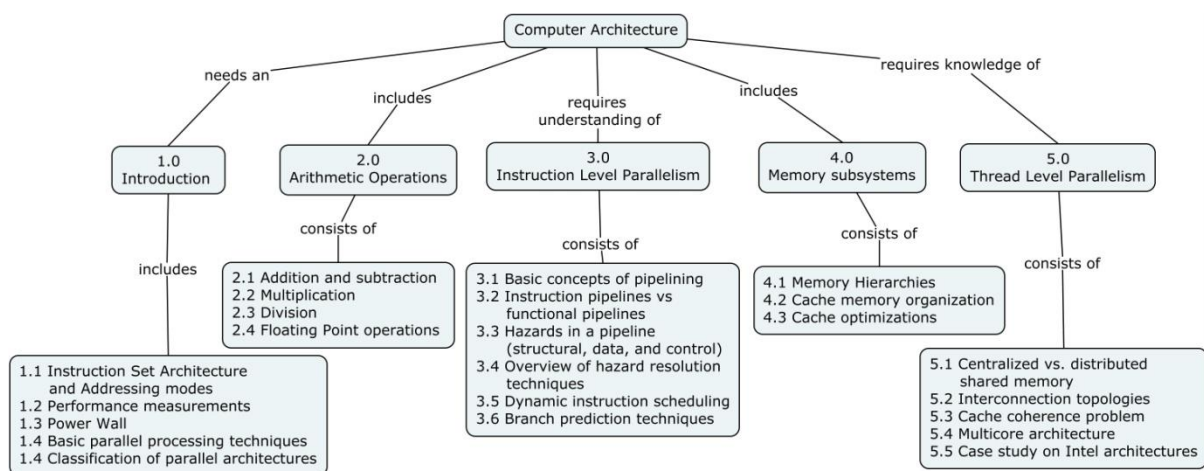 Computer Architecture
needs an
includes
requires
understanding of
includes
requires knowledge of
1.0
Introduction
2.0
Arithmetic Operations
3.0
Instruction Level Parallelism
4.0
Memory subsystems
5.0
Thread Level Parallelism
includes
consists of
consists of
consists of
consists of
1.1 Instruction Set Architecture
and Addressing modes
1.2 Performance measurements
1.3 Power Wall
1.4 Basic parallel processing techniques
1.4 Classification of parallel architectures
2.1 Addition and subtraction
2.2 Multiplication
2.3 Division
2.4 Floating Point operations
3.1 Basic concepts of pipelining
3.2 Instruction pipelines vs
functional pipelines
3.3 Hazards in a pipeline
(structural, data, and control)
3.4 Overview of hazard resolution
techniques
3.5 Dynamic instruction scheduling
3.6 Branch prediction techniques
4.1 Memory Hierarchies
4.2 Cache memory organization
4.3 Cache optimizations
5.1 Centralized vs. distributed
shared memory
5.2 Interconnection topologies
5.3 Cache coherence problem
5.4 Multicore architecture
5.5 Case study on Intel architectures